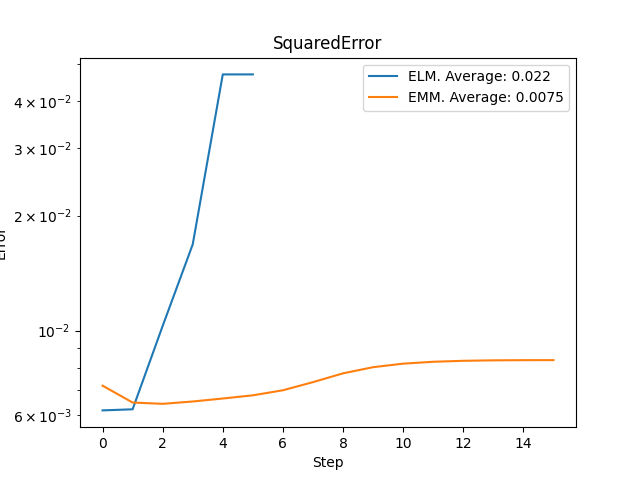 SquaredError
ELM. Average: 0.022
EMM. Average: 0.0075
4 × 10⁻²
3 × 10⁻²
2 × 10⁻²
10⁻²
6 × 10⁻³
Error
0 2 4 6 8 10 12 14
Step